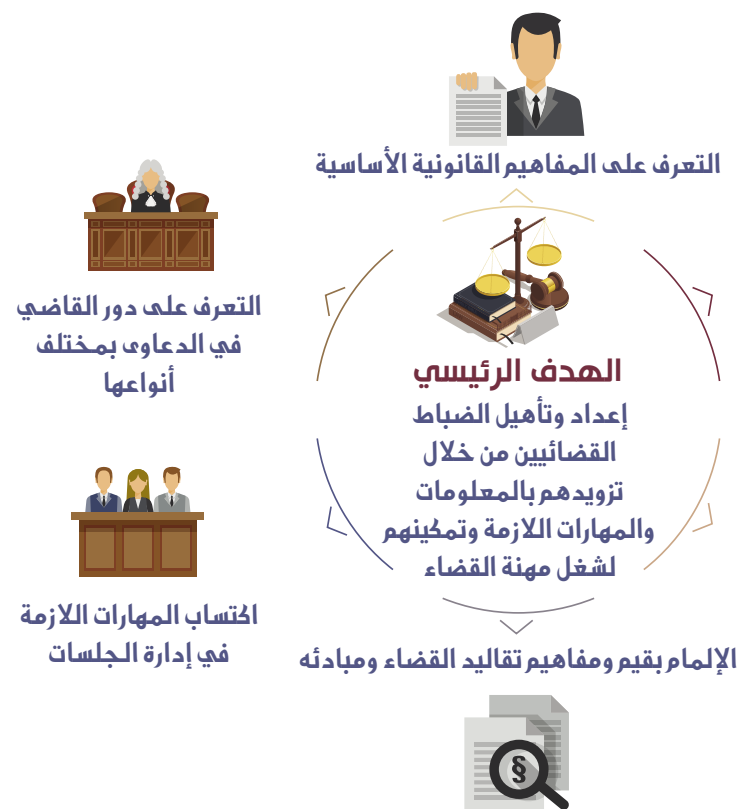 التعرف على المفاهيم القانونية الأساسية
التعرف على دور القاضي
في الدعاوى بمختلف
أنواعها
الهدف الرئيسي
إعداد وتأهيل الضباط
القضائيين من خلال
تزويدهم بالمعلومات
والمهارات اللازمة وتمكينهم
لشغل مهنة القضاء
اكتساب المهارات اللازمة
في إدارة الجلسات
الإلمام بقيم ومفاهيم تقاليد القضاء ومبادئه
§